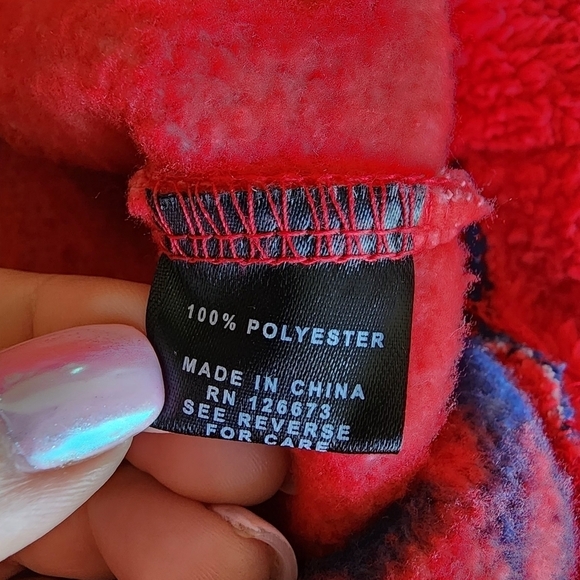 100% POLYESTER
MADE IN CHINA
RN 126673
SEE REVERSE
FOR CARE